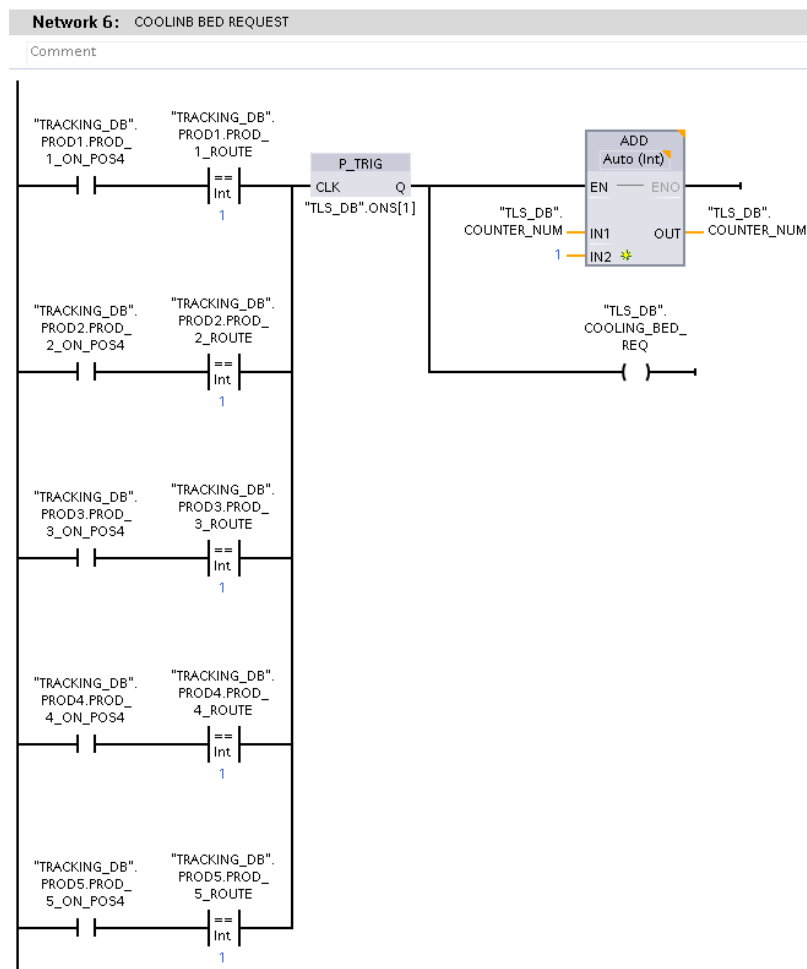 Network 6: COOLINB BED REQUEST
Comment
"TRACKING_DB".
PROD1.PROD_
1_ON_POS4
"TRACKING_DB".
PROD1.PROD_
1_ROUTE
==
Int
1
P_TRIG
CLK Q
"TLS_DB".ONS[1]
ADD
Auto (Int)
EN ENO
"TLS_DB".
COUNTER_NUM
IN1
1
IN2
OUT
"TLS_DB".
COUNTER_NUM
"TLS_DB".
COOLING_BED_
REQ
"TRACKING_DB".
PROD2.PROD_
2_ON_POS4
"TRACKING_DB".
PROD2.PROD_
2_ROUTE
==
Int
1
"TRACKING_DB".
PROD3.PROD_
3_ON_POS4
"TRACKING_DB".
PROD3.PROD_
3_ROUTE
==
Int
1
"TRACKING_DB".
PROD4.PROD_
4_ON_POS4
"TRACKING_DB".
PROD4.PROD_
4_ROUTE
==
Int
1
"TRACKING_DB".
PROD5.PROD_
5_ON_POS4
"TRACKING_DB".
PROD5.PROD_
5_ROUTE
==
Int
1